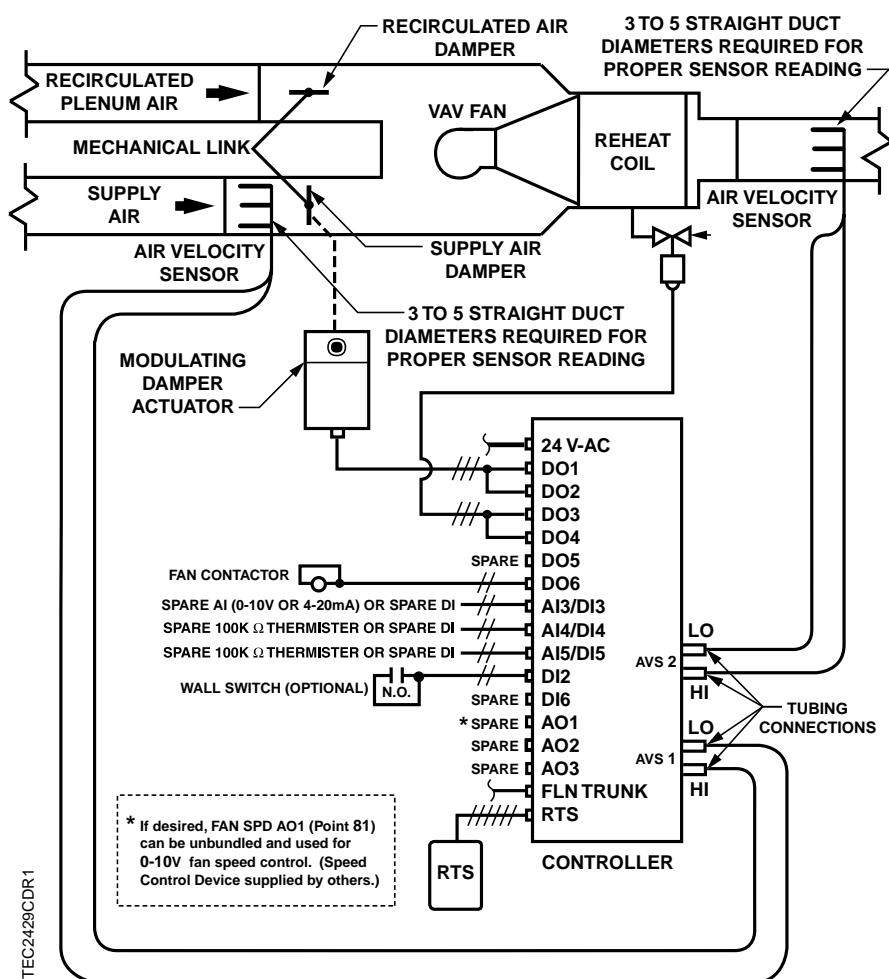 RECIRCULATED AIR
DAMPER
3 TO 5 STRAIGHT DUCT
DIAMETERS REQUIRED FOR
PROPER SENSOR READING
RECIRCULATED
PLENUM AIR
VAV FAN
MECHANICAL LINK
REHEAT
COIL
SUPPLY
AIR
AIR VELOCITY
SENSOR
AIR VELOCITY
SENSOR
SUPPLY AIR
DAMPER
3 TO 5 STRAIGHT DUCT
DIAMETERS REQUIRED FOR
PROPER SENSOR READING
MODULATING
DAMPER
ACTUATOR
24 V-AC
DO1
DO2
DO3
DO4
SPARE DO5
FAN CONTACTOR DO6
SPARE AI (0-10V OR 4-20mA) OR SPARE DI AI3/DI3
SPARE 100K Ω THERMISTER OR SPARE DI AI4/DI4
SPARE 100K Ω THERMISTER OR SPARE DI AI5/DI5
WALL SWITCH (OPTIONAL) N.O. DI2
SPARE DI6
* SPARE AO1
SPARE AO2
SPARE AO3
FLN TRUNK
RTS
LO
AVS 2
HI
LO
AVS 1
HI
TUBING
CONNECTIONS
CONTROLLER
RTS
* If desired, FAN SPD AO1 (Point 81)
can be unbundled and used for
0-10V fan speed control. (Speed
Control Device supplied by others.)
TEC2429CDR1